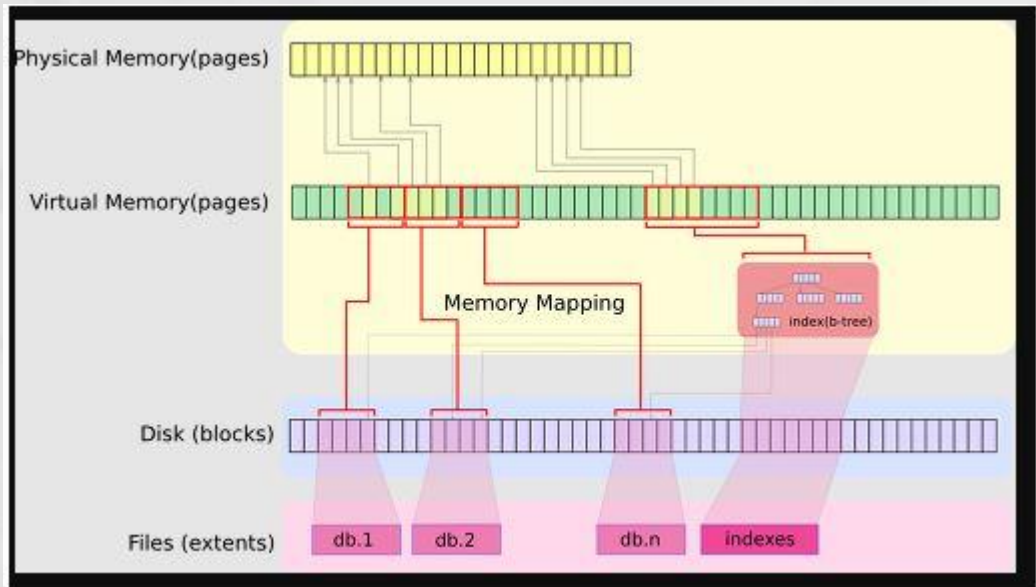 Physical Memory(pages)
Virtual Memory(pages)
Memory Mapping
index(b-tree)
Disk (blocks)
Files (extents)
db.1
db.2
db.n
indexes